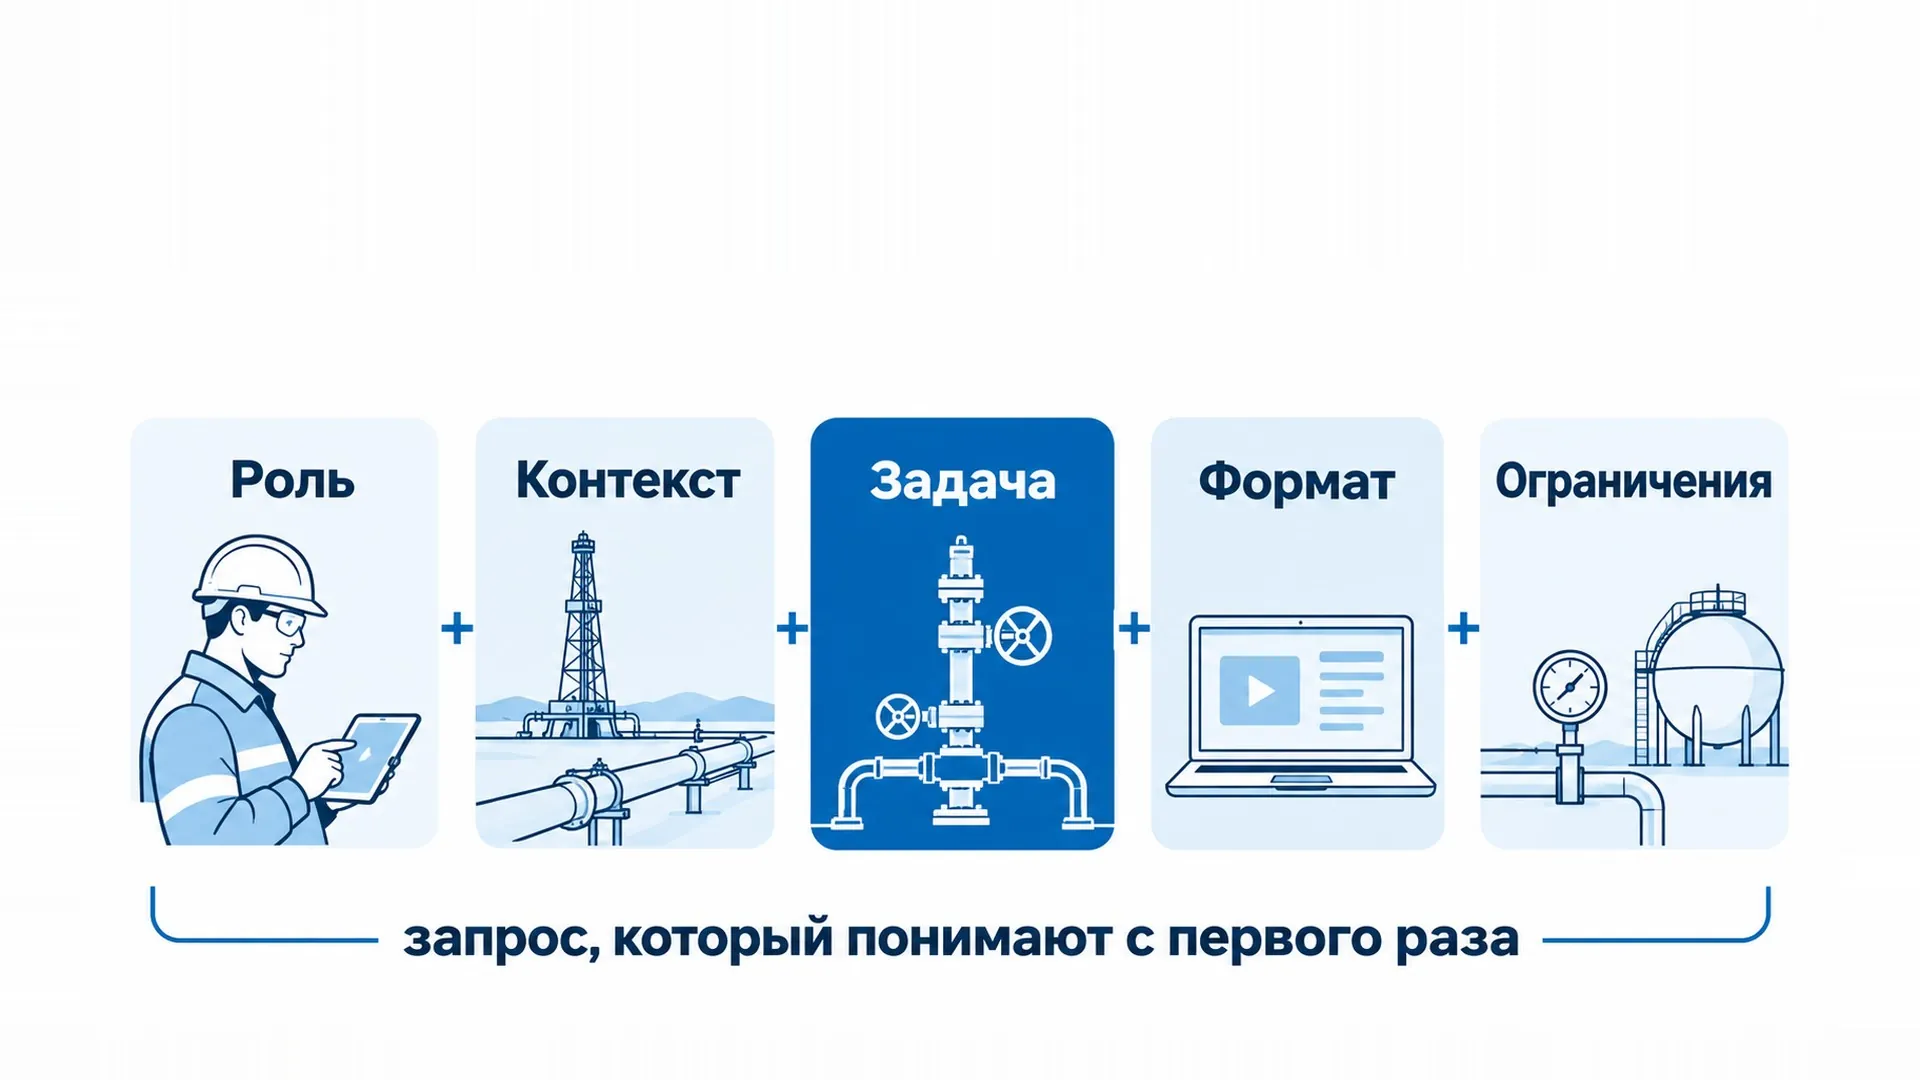 Роль
+
Контекст
+
Задача
+
Формат
+
Ограничения
запрос, который понимают с первого раза